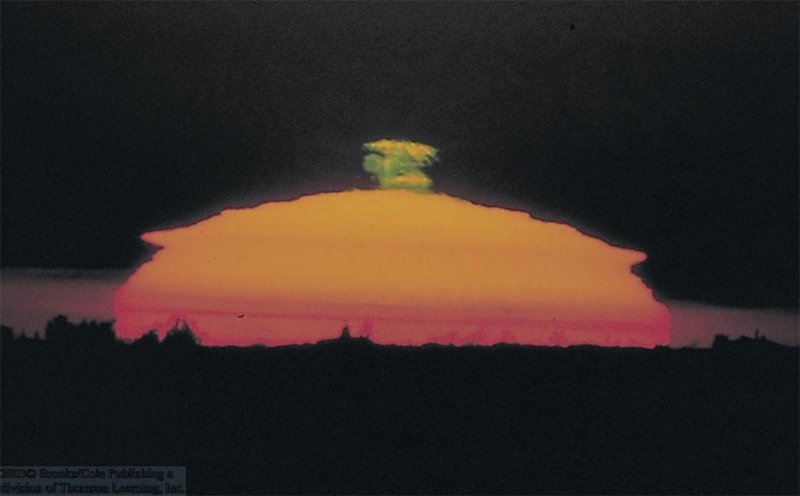 2003© Brooks/Cole Publishing a
division of Thomson Learning, Inc.